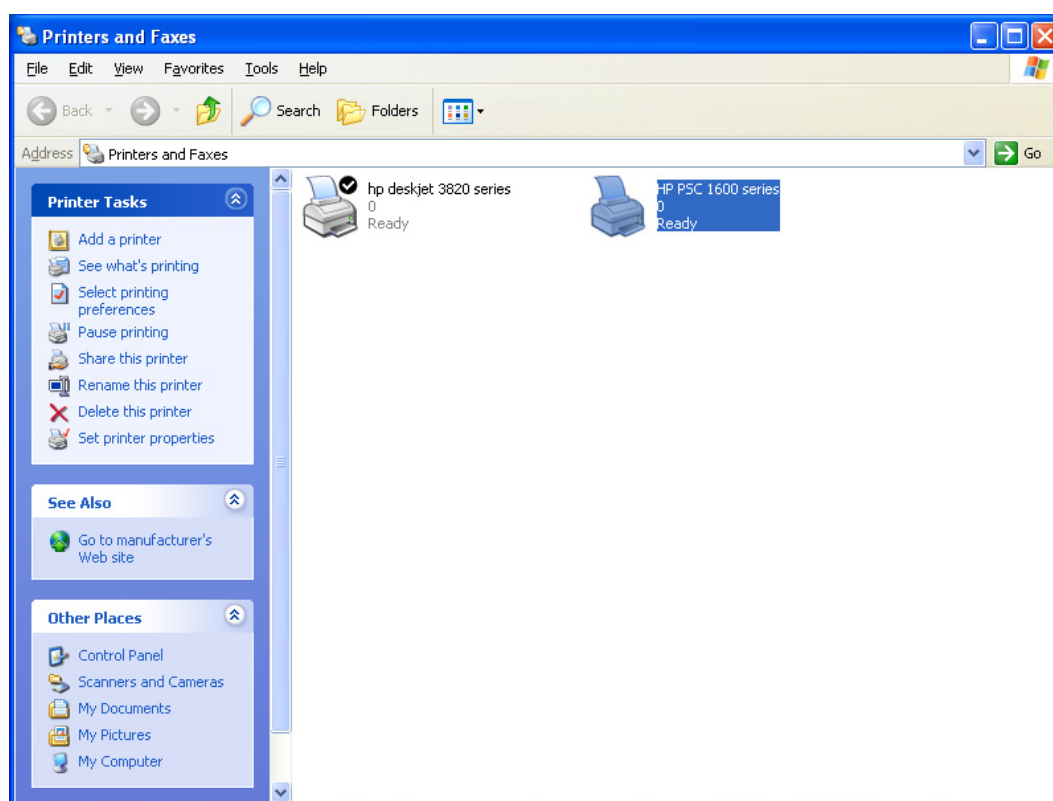 Printers and Faxes
File Edit View Favorites Tools Help
Back Search Folders
Address Printers and Faxes Go
Printer Tasks
Add a printer
See what's printing
Select printing
preferences
Pause printing
Share this printer
Rename this printer
Delete this printer
Set printer properties
See Also
Go to manufacturer's
Web site
Other Places
Control Panel
Scanners and Cameras
My Documents
My Pictures
My Computer
hp deskjet 3820 series
0
Ready
HP PSC 1600 series
0
Ready